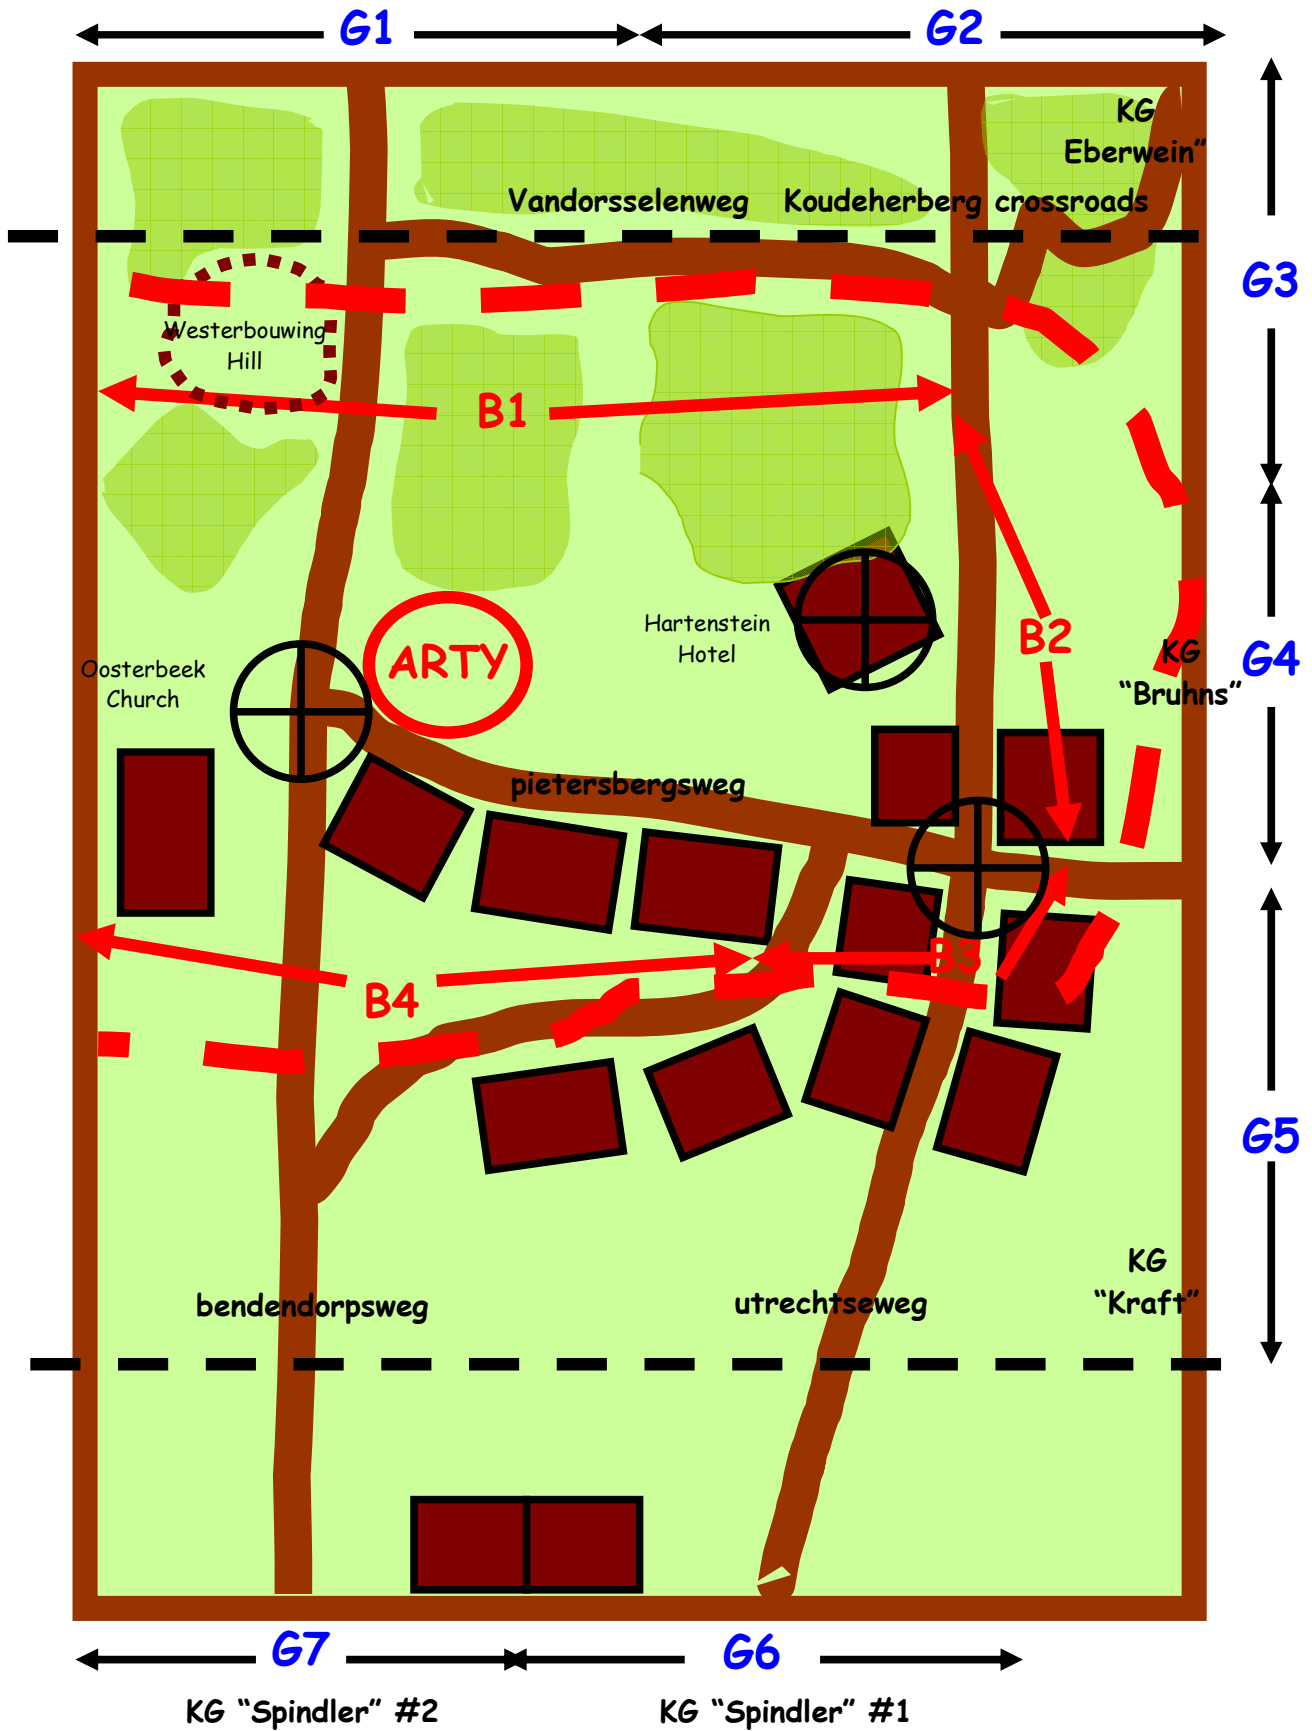 G1
G2
KG
Eberwein”
Vandorsselenweg
Koudeherberg crossroads
G3
Westerbouwing
Hill
B1
Hartenstein
Hotel
B2
ARTY
Oosterbeek
Church
KG
“Bruhns”
G4
pietersbergsweg
B3
B4
G5
KG
“Kraft”
bendendorpsweg
utrechtseweg
G7
G6
KG “Spindler” #2
KG “Spindler” #1